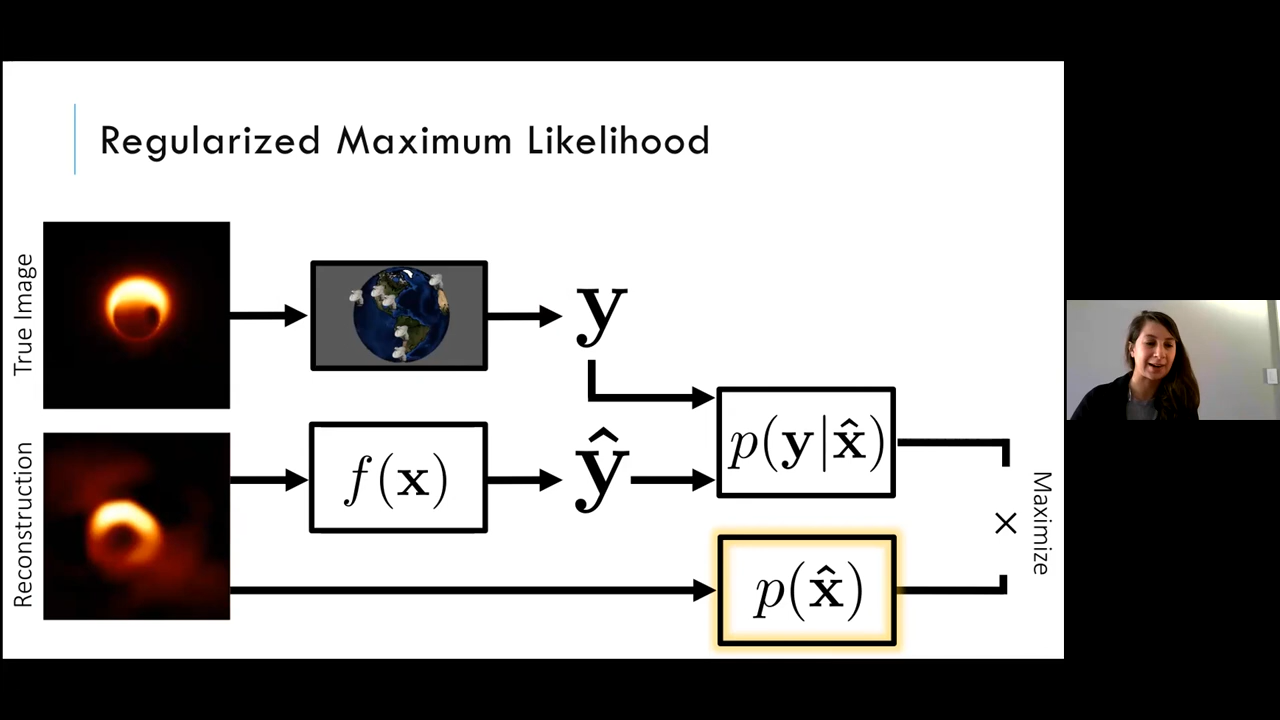 Regularized Maximum Likelihood
True Image
y
Reconstruction
f(x)
ŷ
p(y|x̂)
×
Maximize
p(x̂)